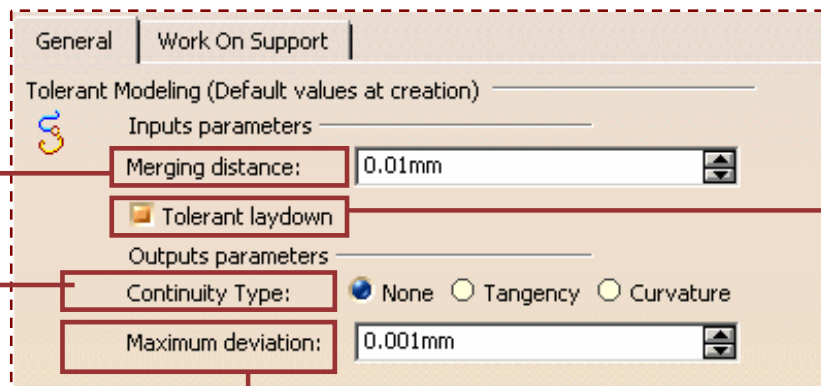 General Work On Support
Tolerant Modeling (Default values at creation)
Inputs parameters
Merging distance: 0.01mm
Tolerant laydown
Outputs parameters
Continuity Type: None Tangency Curvature
Maximum deviation: 0.001mm